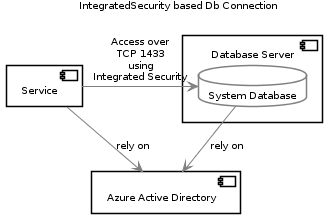 IntegratedSecurity based Db Connection
Access over
TCP 1433
using
Integrated Security
Database Server
Service
System Database
rely on
rely on
Azure Active Directory